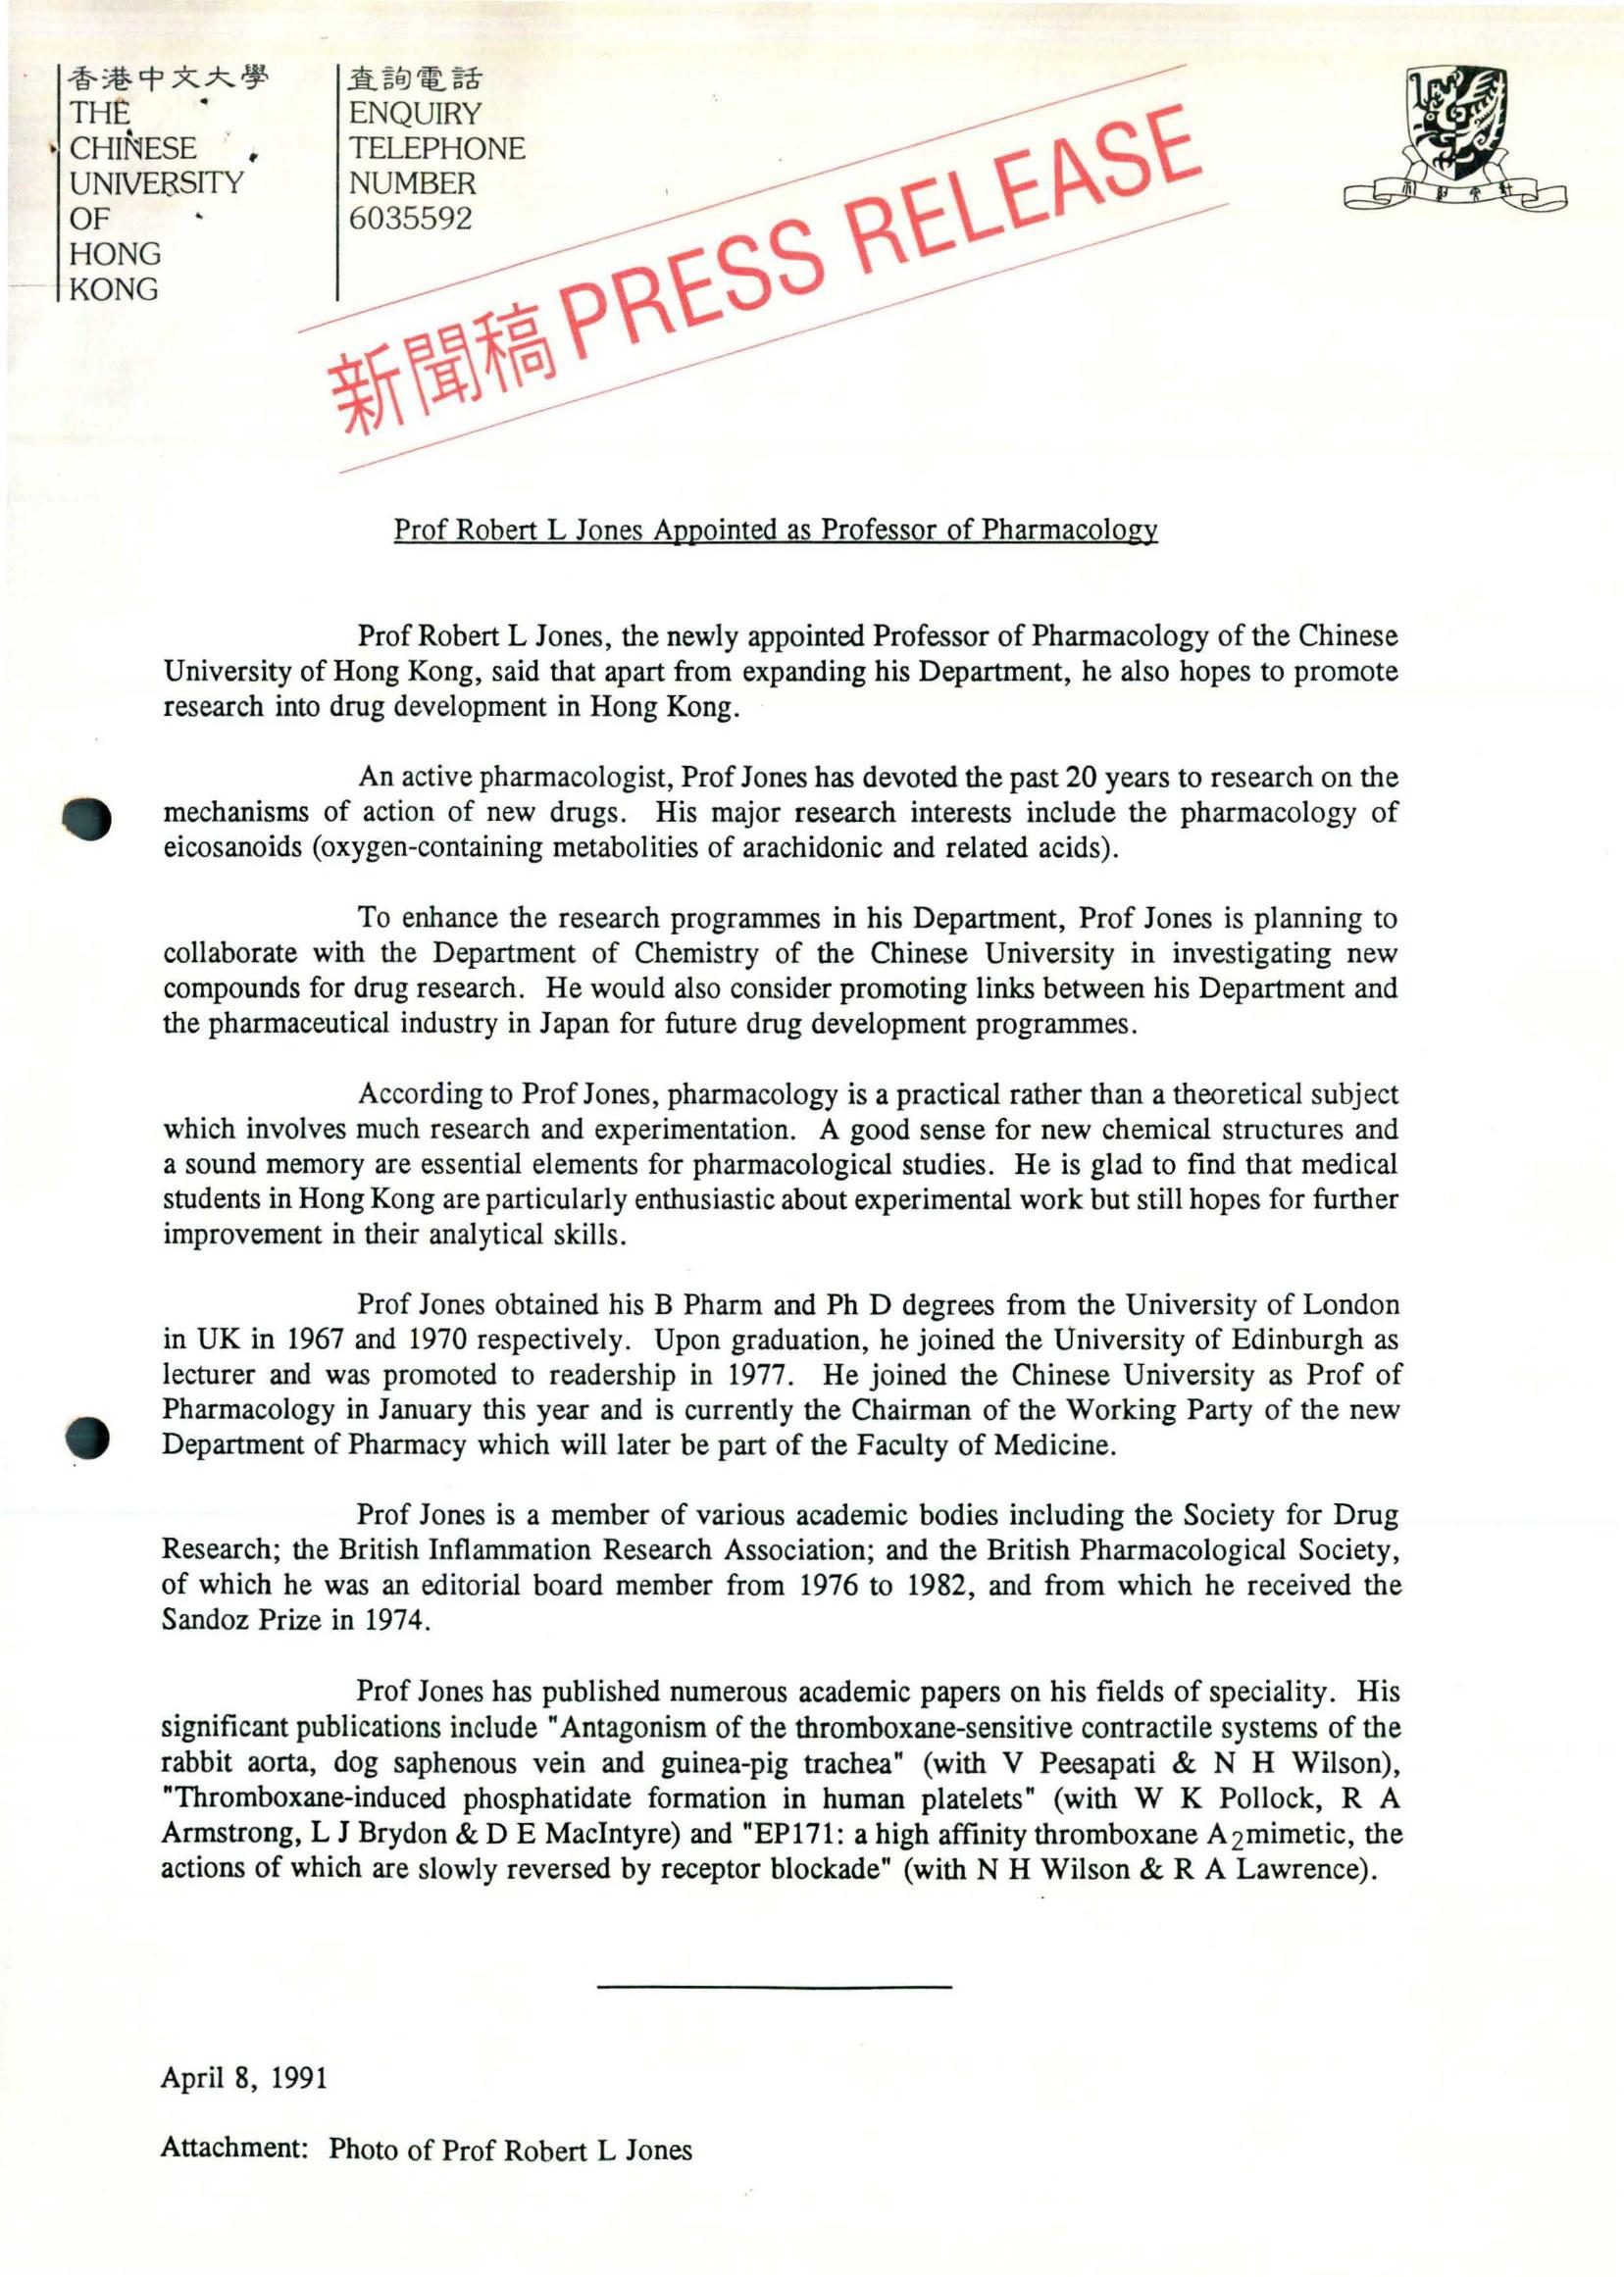 香港中文大學
THE
CHINESE
UNIVERSITY
OF
HONG
KONG
查詢電話
ENQUIRY
TELEPHONE
NUMBER
6035592
新聞稿 PRESS RELEASE
Prof Robert L Jones Appointed as Professor of Pharmacology
Prof Robert L Jones, the newly appointed Professor of Pharmacology of the Chinese
University of Hong Kong, said that apart from expanding his Department, he also hopes to promote
research into drug development in Hong Kong.
An active pharmacologist, Prof Jones has devoted the past 20 years to research on the
mechanisms of action of new drugs. His major research interests include the pharmacology of
eicosanoids (oxygen-containing metabolities of arachidonic and related acids).
To enhance the research programmes in his Department, Prof Jones is planning to
collaborate with the Department of Chemistry of the Chinese University in investigating new
compounds for drug research. He would also consider promoting links between his Department and
the pharmaceutical industry in Japan for future drug development programmes.
According to Prof Jones, pharmacology is a practical rather than a theoretical subject
which involves much research and experimentation. A good sense for new chemical structures and
a sound memory are essential elements for pharmacological studies. He is glad to find that medical
students in Hong Kong are particularly enthusiastic about experimental work but still hopes for further
improvement in their analytical skills.
Prof Jones obtained his B Pharm and Ph D degrees from the University of London
in UK in 1967 and 1970 respectively. Upon graduation, he joined the University of Edinburgh as
lecturer and was promoted to readership in 1977. He joined the Chinese University as Prof of
Pharmacology in January this year and is currently the Chairman of the Working Party of the new
Department of Pharmacy which will later be part of the Faculty of Medicine.
Prof Jones is a member of various academic bodies including the Society for Drug
Research; the British Inflammation Research Association; and the British Pharmacological Society,
of which he was an editorial board member from 1976 to 1982, and from which he received the
Sandoz Prize in 1974.
Prof Jones has published numerous academic papers on his fields of speciality. His
significant publications include "Antagonism of the thromboxane-sensitive contractile systems of the
rabbit aorta, dog saphenous vein and guinea-pig trachea" (with V Peesapati & N H Wilson),
"Thromboxane-induced phosphatidate formation in human platelets" (with W K Pollock, R A
Armstrong, L J Brydon & D E MacIntyre) and "EP171: a high affinity thromboxane A2mimetic, the
actions of which are slowly reversed by receptor blockade" (with N H Wilson & R A Lawrence).
April 8, 1991
Attachment: Photo of Prof Robert L Jones